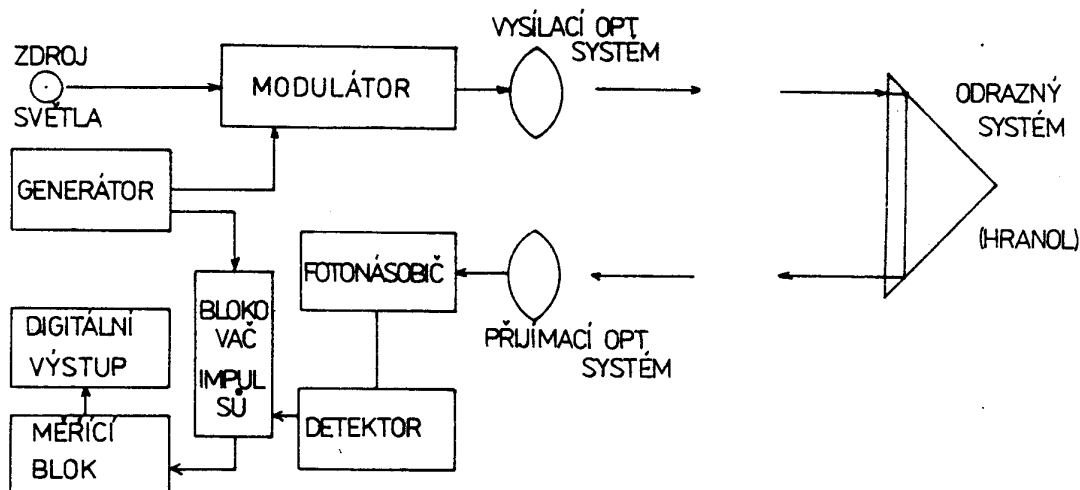 ZDROJ
SVĚTLA
MODULÁTOR
VYSÍLACÍ OPT.
SYSTÉM
ODRAZNÝ
SYSTÉM
(HRANOL)
GENERÁTOR
FOTONÁSOBIČ
PŘIJÍMACÍ OPT.
SYSTÉM
BLOKO
VAČ
IMPUL
SŮ
DETEKTOR
DIGITÁLNÍ
VÝSTUP
MĚŘÍCÍ
BLOK